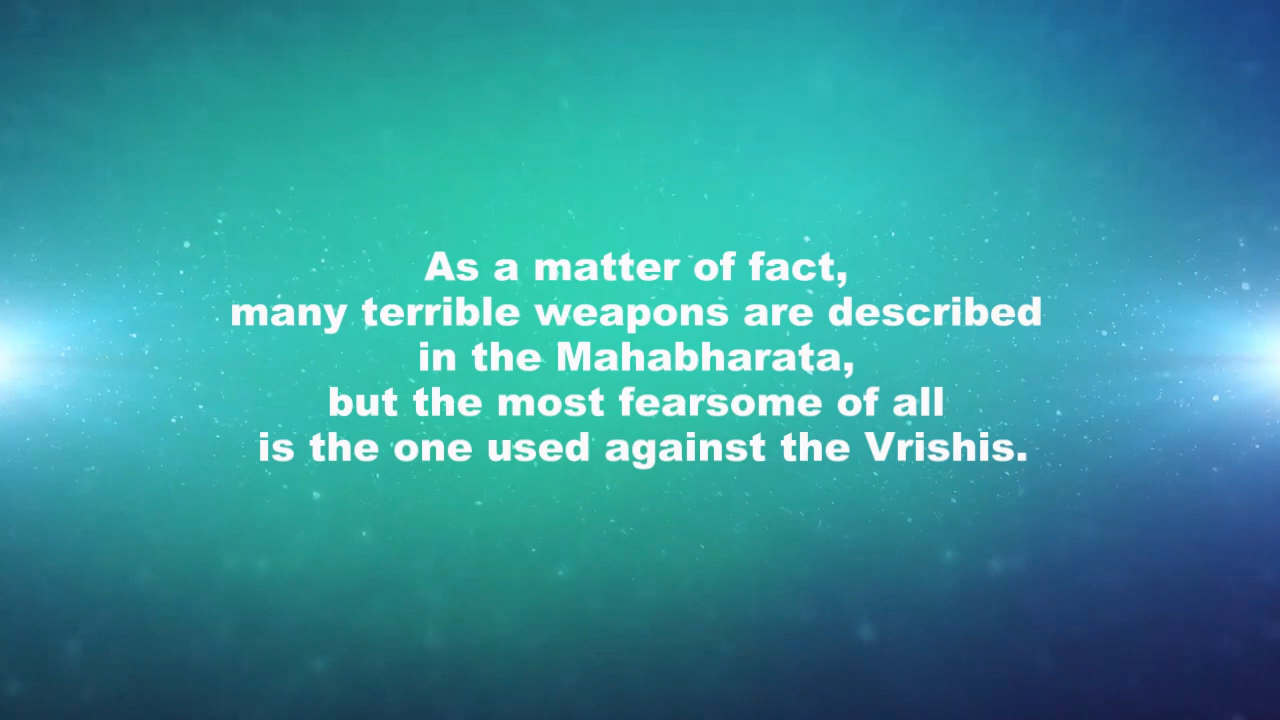 As a matter of fact,
many terrible weapons are described
in the Mahabharata,
but the most fearsome of all
is the one used against the Vrishis.